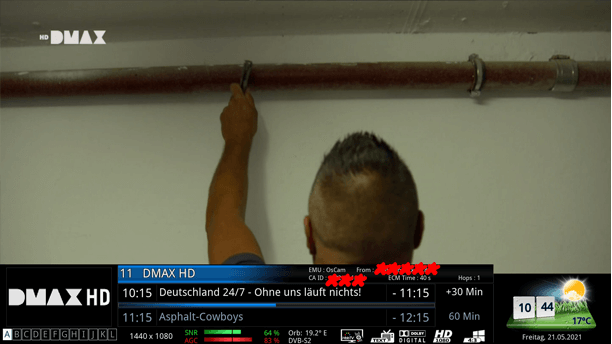 HD DMAX
11 DMAX HD
EMU : OsCam From :
CA ID : ECM Time : 40 s Hops : 1
DMAX HD
10:15 Deutschland 24/7 - Ohne uns läuft nichts! - 11:15 +30 Min
11:15 Asphalt-Cowboys - 12:15 60 Min
10 44
17°C
A B C D E F G H I J K L
1440 x 1080
SNR 64 %
AGC 83 %
Orb: 19.2° E
DVB-S2
TEXT
DOLBY
DIGITAL
HD
1080
Freitag, 21.05.2021